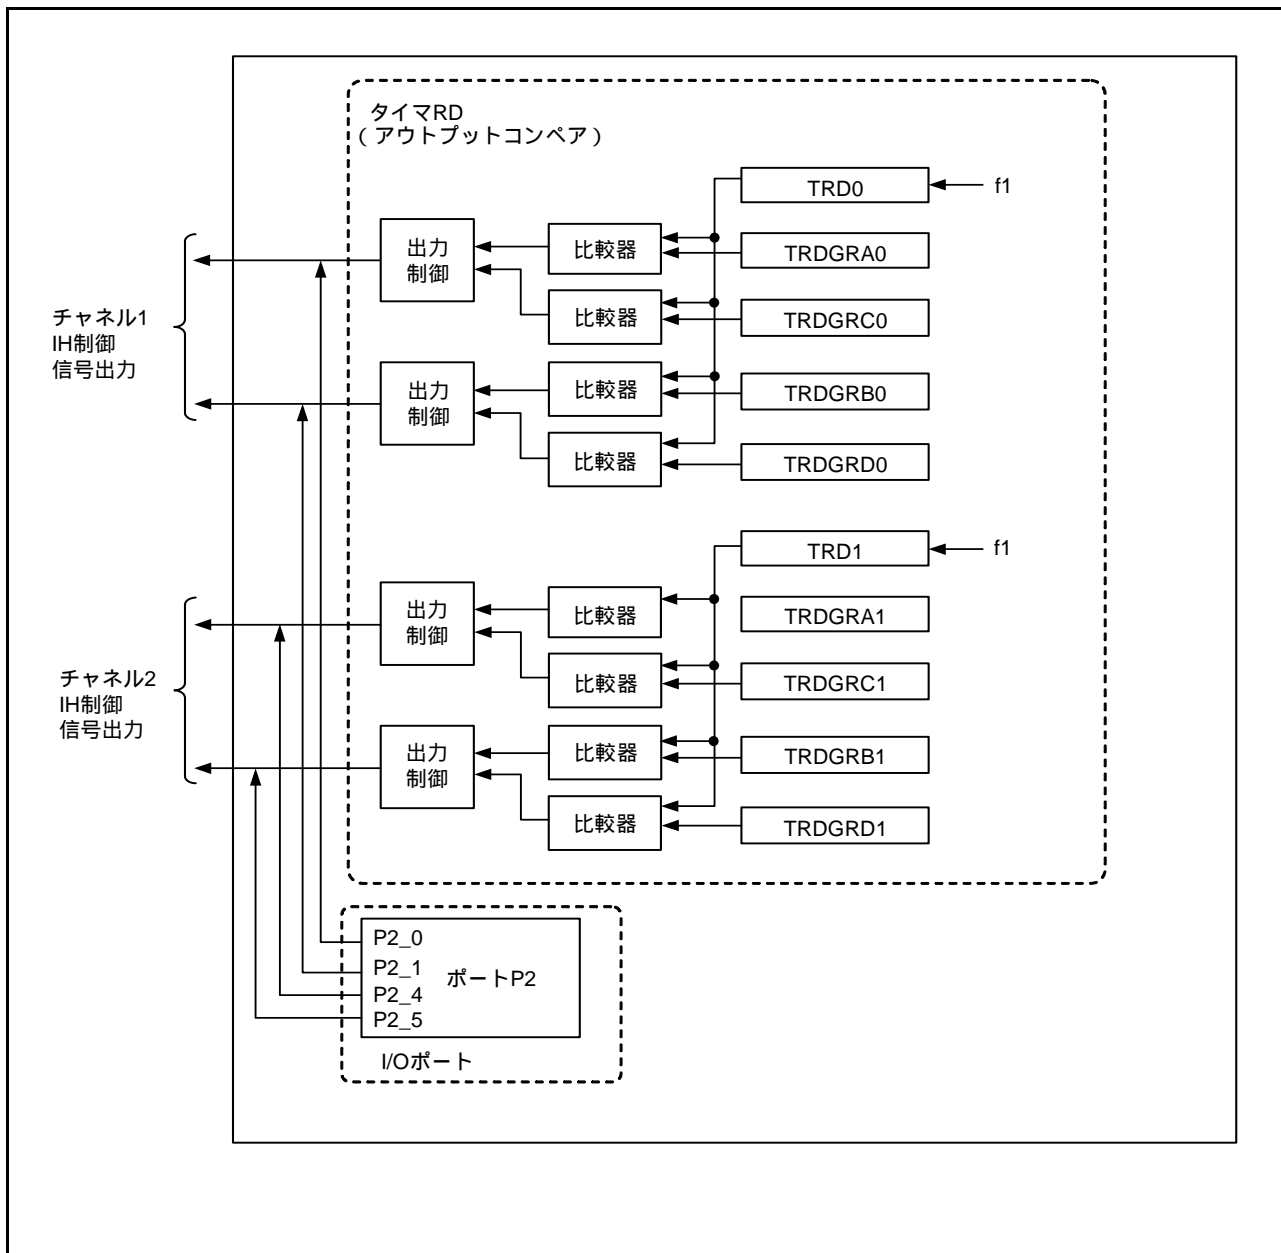 タイマRD
（アウトプットコンペア）
TRD0
f1
出力
制御
比較器
TRDGRA0
比較器
TRDGRC0
チャネル1
IH制御
信号出力
出力
制御
比較器
TRDGRB0
比較器
TRDGRD0
TRD1
f1
出力
制御
比較器
TRDGRA1
比較器
TRDGRC1
チャネル2
IH制御
信号出力
出力
制御
比較器
TRDGRB1
比較器
TRDGRD1
P2_0
P2_1
P2_4
P2_5
ポートP2
I/Oポート